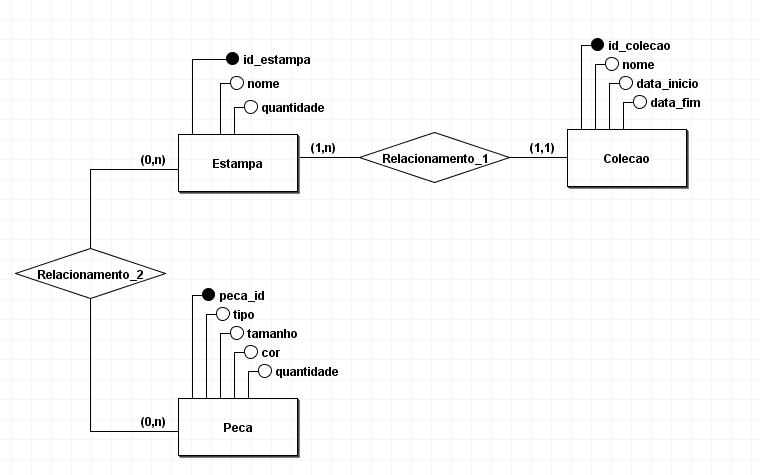 id_estampa
nome
quantidade
id_colecao
nome
data_inicio
data_fim
(0,n)
Estampa
(1,n)
Relacionamento_1
(1,1)
Colecao
Relacionamento_2
peca_id
tipo
tamanho
cor
quantidade
(0,n)
Peca